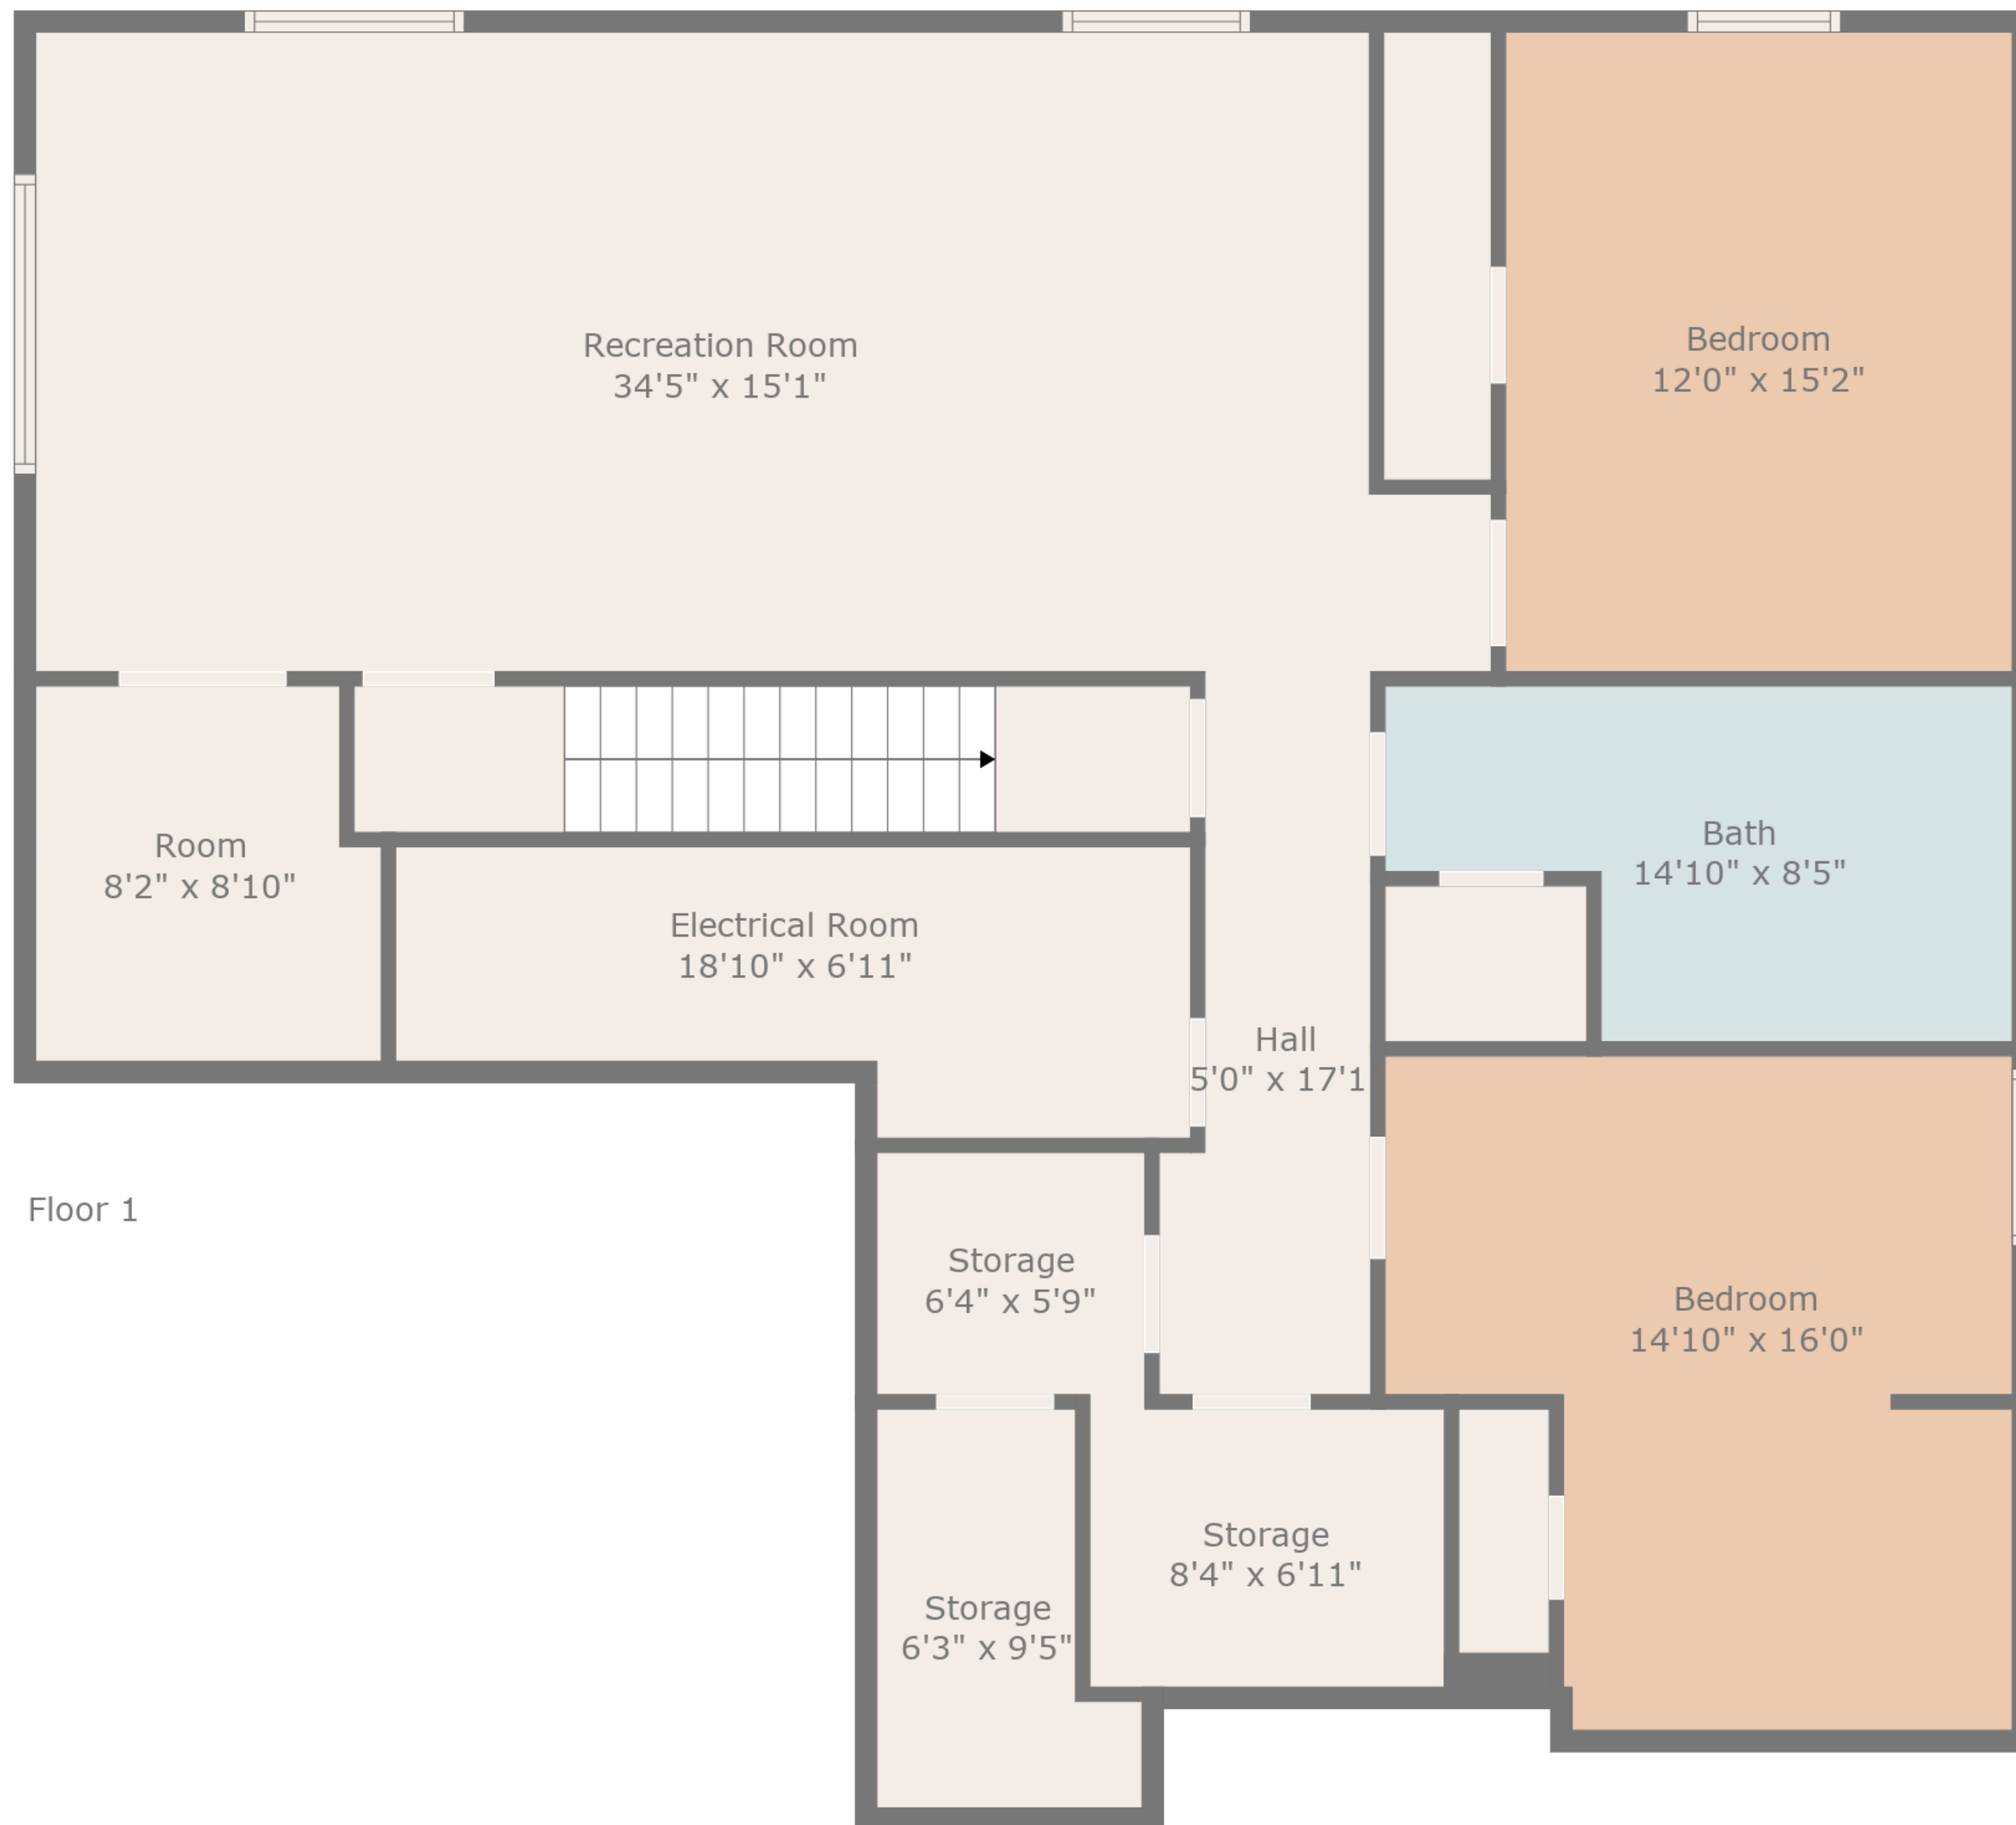 Recreation Room
34'5" x 15'1"
Bedroom
12'0" x 15'2"
Room
8'2" x 8'10"
Bath
14'10" x 8'5"
Electrical Room
18'10" x 6'11"
Hall
5'0" x 17'1
Floor 1
Storage
6'4" x 5'9"
Bedroom
14'10" x 16'0"
Storage
8'4" x 6'11"
Storage
6'3" x 9'5"